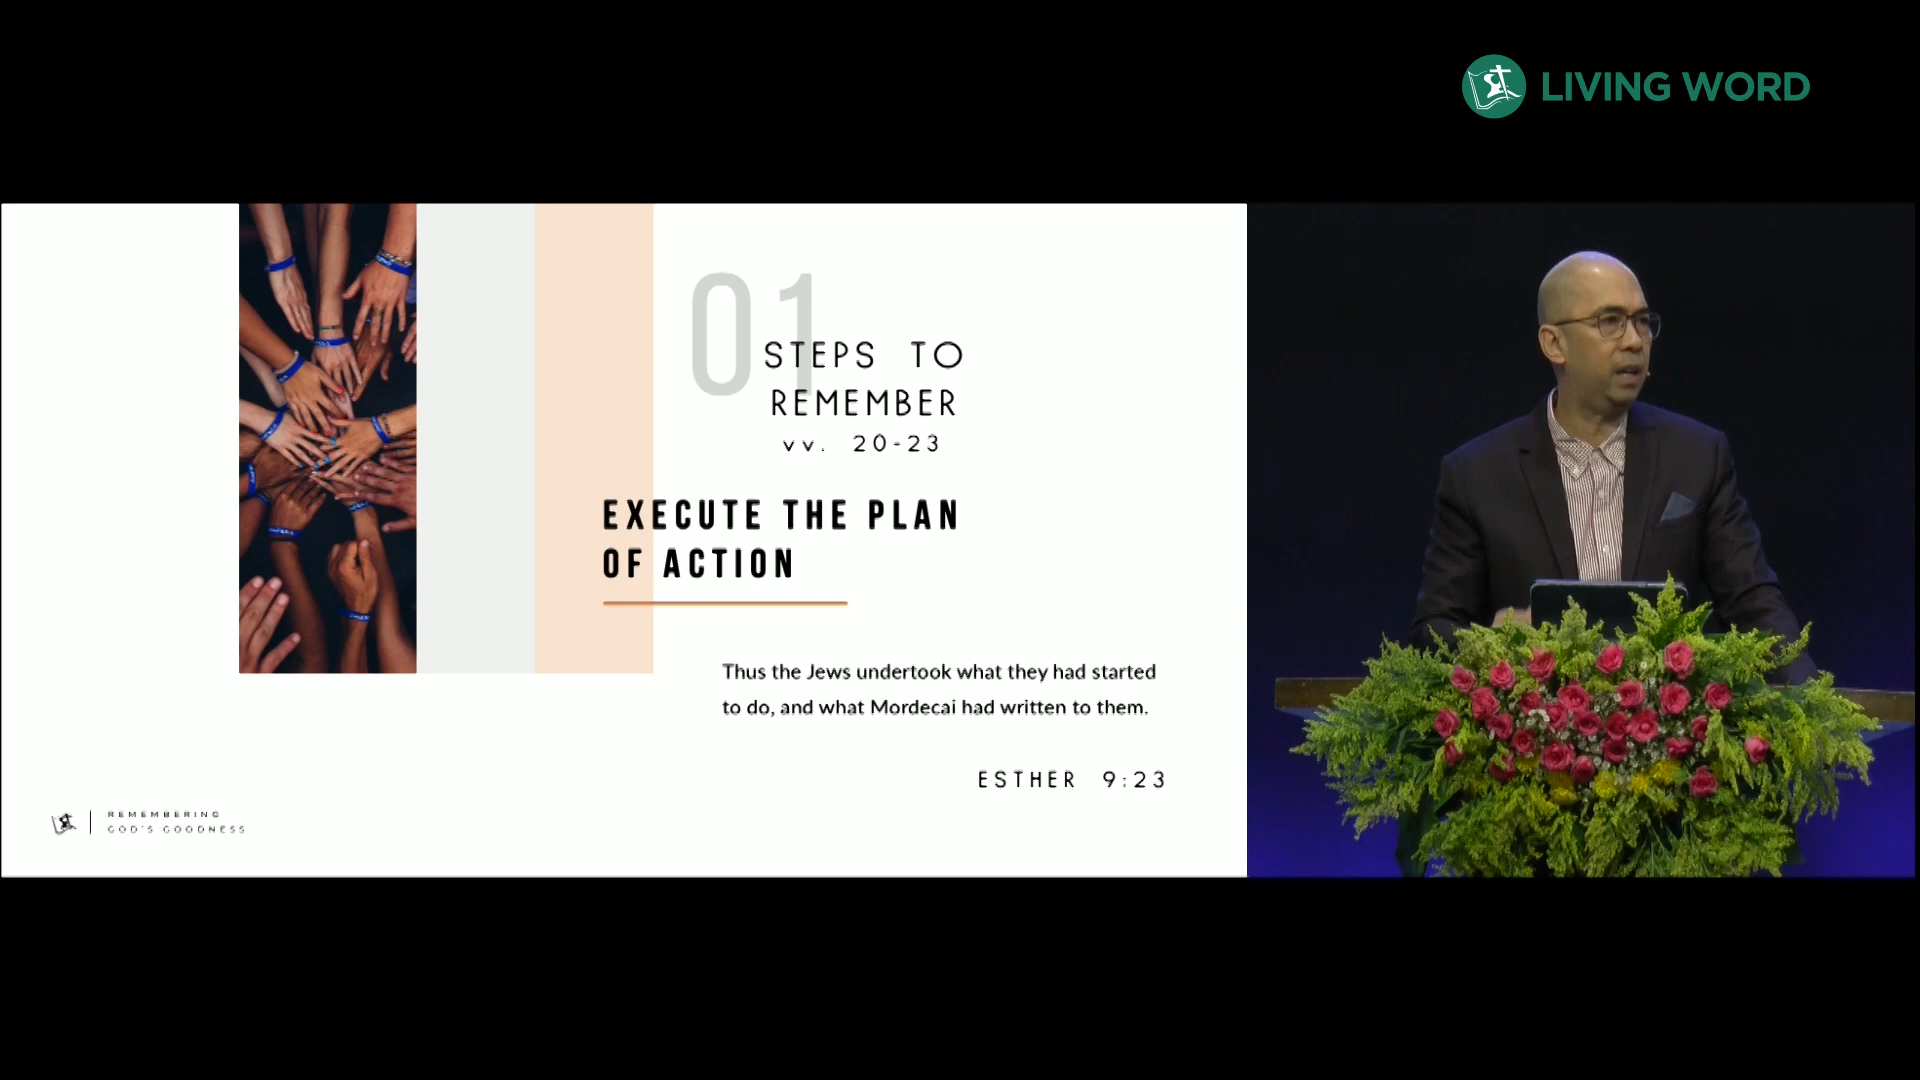 LIVING WORD
01
STEPS TO
REMEMBER
vv. 20-23
EXECUTE THE PLAN
OF ACTION
Thus the Jews undertook what they had started
to do, and what Mordecai had written to them.
ESTHER 9:23
REMEMBERING
GOD'S GOODNESS